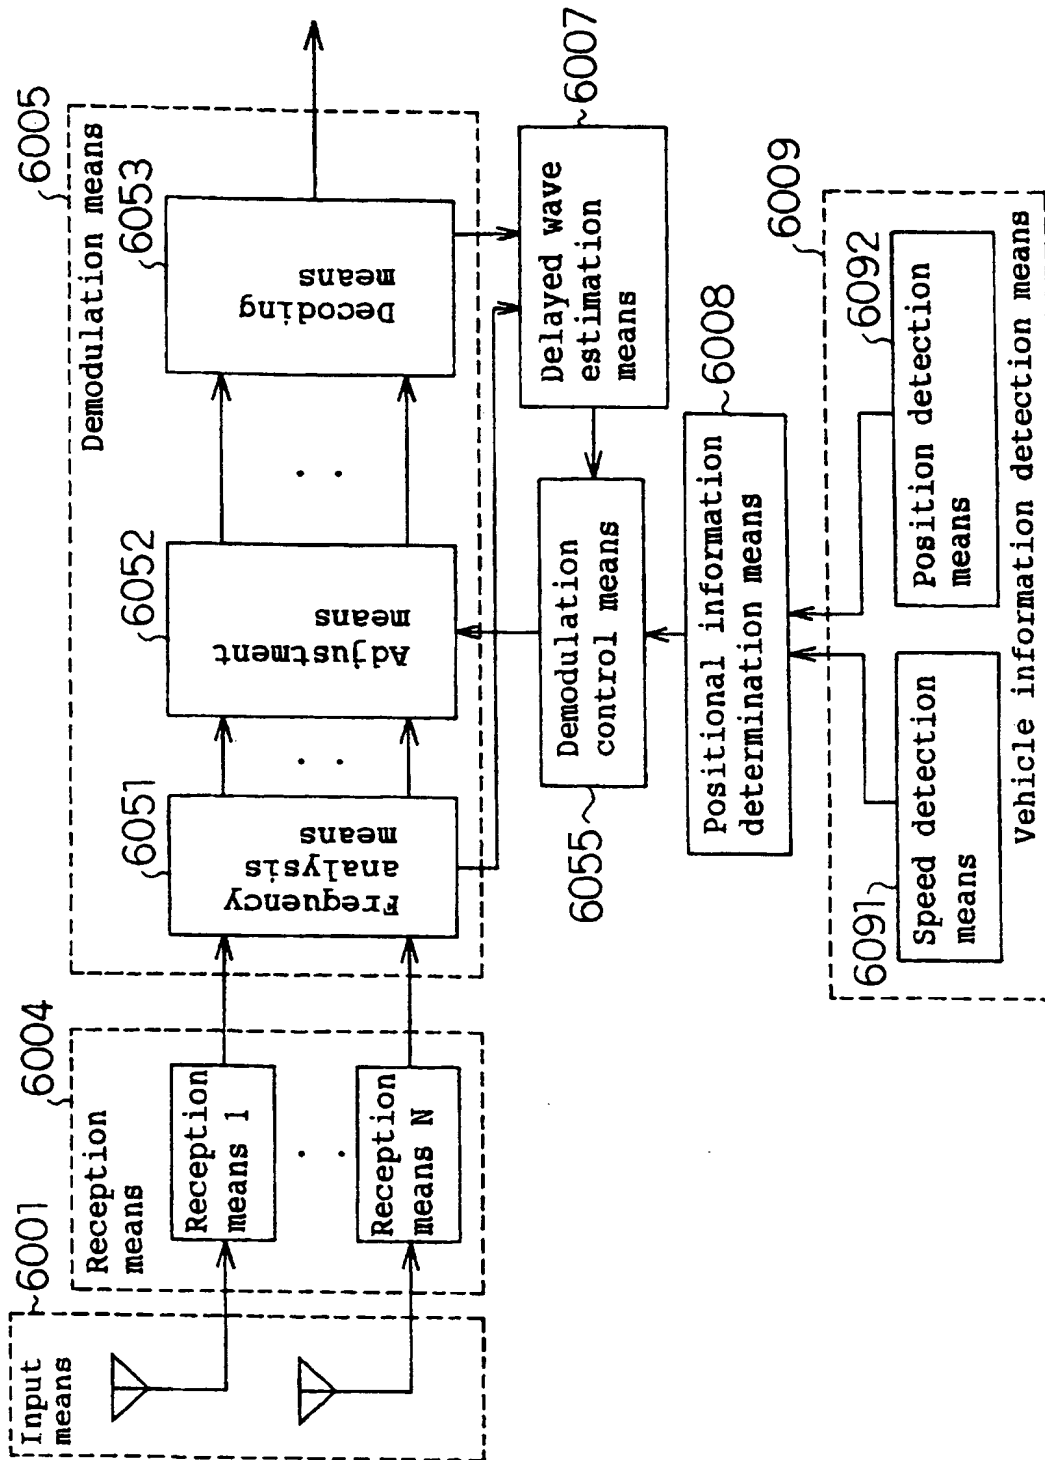 Input
means
6001
Reception
means
6004
Reception
means 1
Reception
means N
Demodulation means
6005
Frequency
analysis
means
6051
Adjustment
means
6052
Decoding
means
6053
Demodulation
control means
6055
Delayed wave
estimation
means
6007
Positional information
determination means
6008
6009
Speed detection
means
6091
Position detection
means
6092
Vehicle information detection means